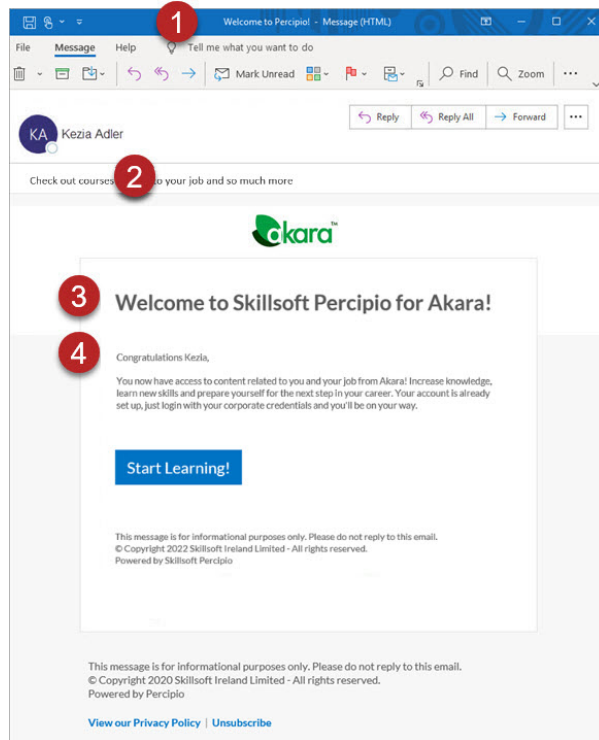 1
Welcome to Percipio! - Message (HTML)
File Message Help Tell me what you want to do
Mark Unread Find Zoom ...
Reply Reply All Forward ...
KA Kezia Adler
Check out courses 2 to your job and so much more
akara™
3 Welcome to Skillsoft Percipio for Akara!
4
Congratulations Kezia,
You now have access to content related to you and your job from Akara! Increase knowledge,
learn new skills and prepare yourself for the next step in your career. Your account is already
set up, just login with your corporate credentials and you'll be on your way.
Start Learning!
This message is for informational purposes only. Please do not reply to this email.
© Copyright 2022 Skillsoft Ireland Limited - All rights reserved.
Powered by Skillsoft Percipio
This message is for informational purposes only. Please do not reply to this email.
© Copyright 2020 Skillsoft Ireland Limited - All rights reserved.
Powered by Percipio
View our Privacy Policy | Unsubscribe